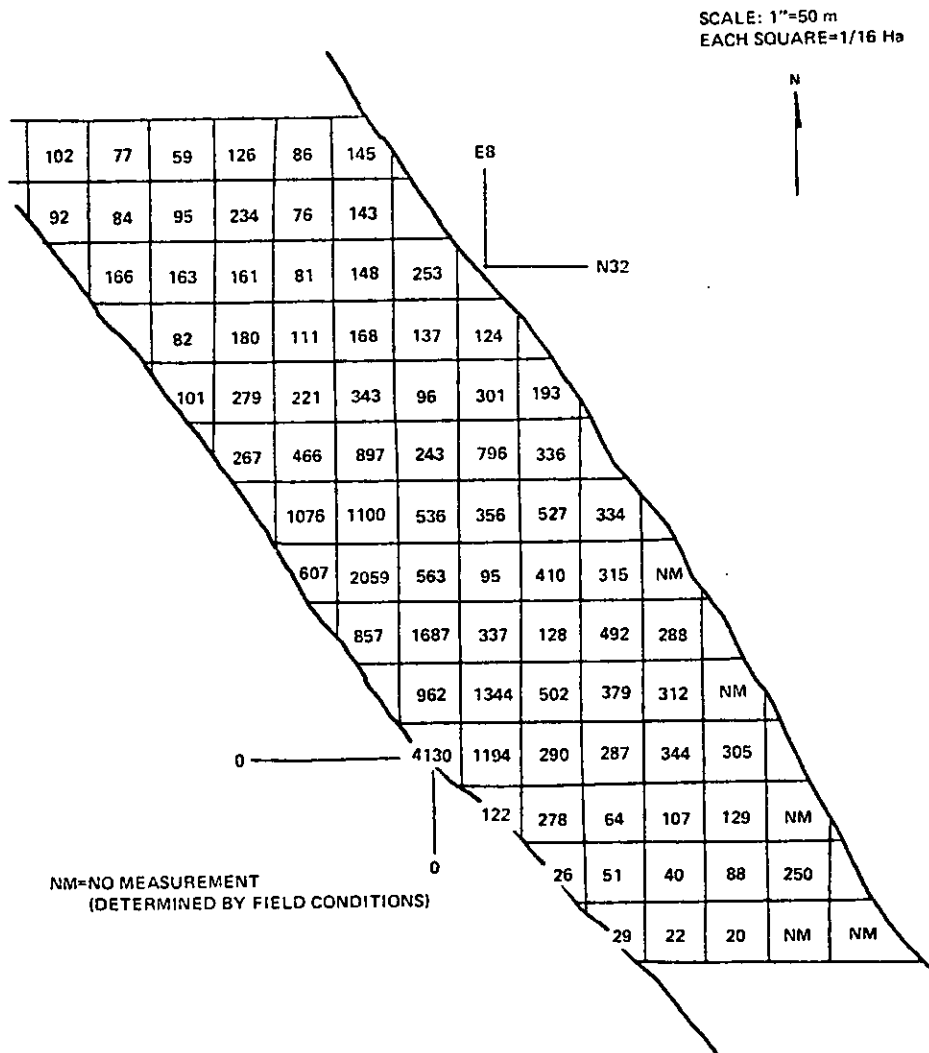 SCALE: 1"=50 m
EACH SQUARE=1/16 Ha
N
102 77 59 126 86 145
E8
92 84 95 234 76 143
166 163 161 81 148 253
N32
82 180 111 168 137 124
101 279 221 343 96 301 193
267 466 897 243 796 336
1076 1100 536 356 527 334
607 2059 563 95 410 315 NM
857 1687 337 128 492 288
962 1344 502 379 312 NM
0 4130 1194 290 287 344 305
122 278 64 107 129 NM
0
26 51 40 88 250
NM=NO MEASUREMENT
(DETERMINED BY FIELD CONDITIONS)
29 22 20 NM NM